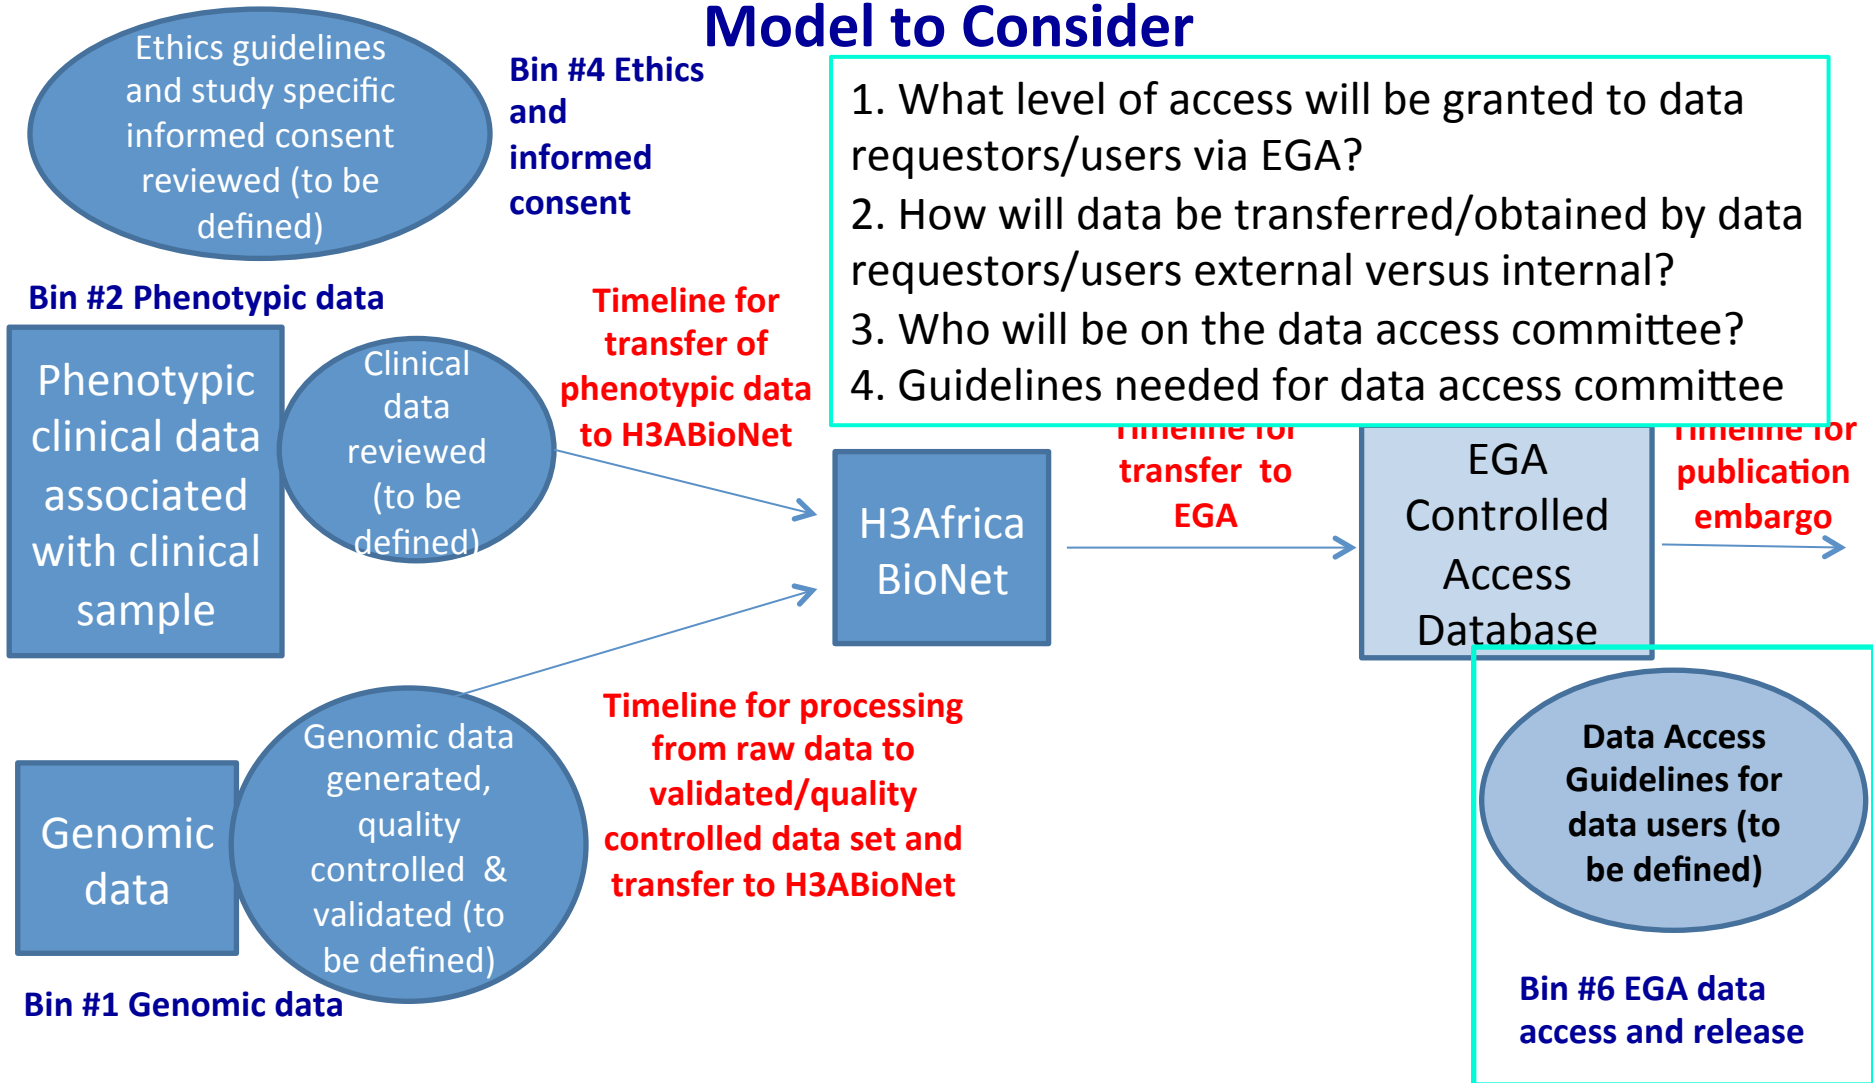 Model to Consider
Ethics guidelines
and study specific
informed consent
reviewed (to be
defined)
Bin #4 Ethics
and
informed
consent
1. What level of access will be granted to data
requestors/users via EGA?
2. How will data be transferred/obtained by data
requestors/users external versus internal?
3. Who will be on the data access committee?
4. Guidelines needed for data access committee
Bin #2 Phenotypic data
Phenotypic
clinical data
associated
with clinical
sample
Clinical
data
reviewed
(to be
defined)
Timeline for
transfer of
phenotypic data
to H3ABioNet
H3Africa
BioNet
Timeline for
transfer to
EGA
EGA
Controlled
Access
Database
Timeline for
publication
embargo
Genomic
data
Genomic data
generated,
quality
controlled &
validated (to
be defined)
Bin #1 Genomic data
Timeline for processing
from raw data to
validated/quality
controlled data set and
transfer to H3ABioNet
Data Access
Guidelines for
data users (to
be defined)
Bin #6 EGA data
access and release